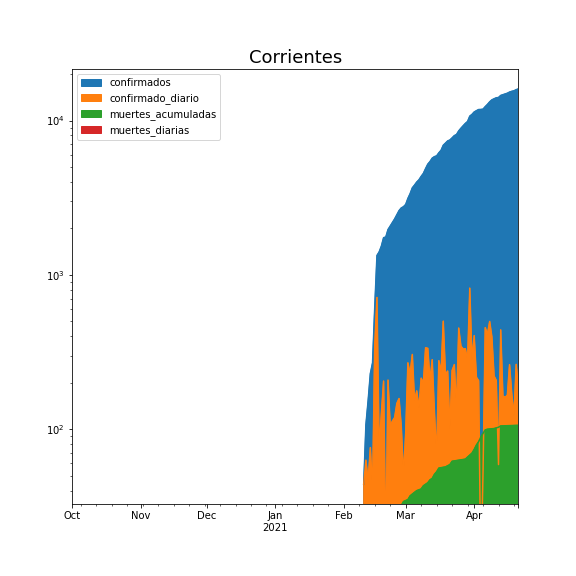 Corrientes
confirmados
confirmado_diario
muertes_acumuladas
muertes_diarias
10⁴
10³
10²
Oct Nov Dec Jan Feb Mar Apr
2021